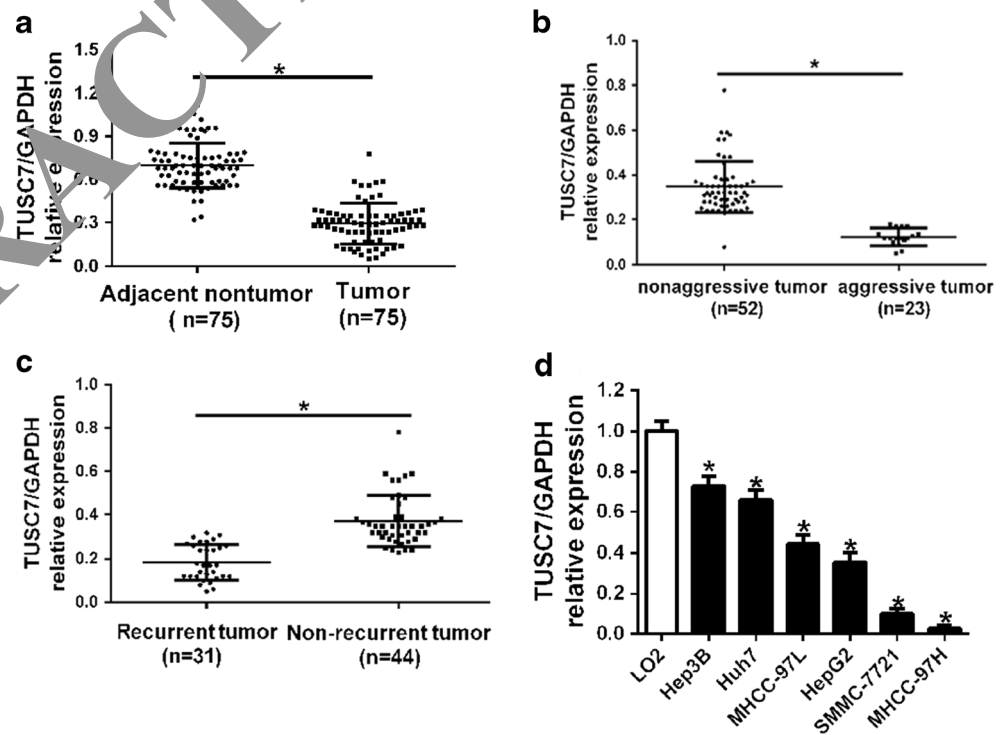 a
TUSC7/GAPDH
relative expression
1.5
1.2
0.9
0.6
0.3
0.0
*
Adjacent nontumor
( n=75)
Tumor
(n=75)
b
TUSC7/GAPDH
relative expression
1.0
0.8
0.6
0.4
0.2
0.0
*
nonaggressive tumor
(n=52)
aggressive tumor
(n=23)
c
TUSC7/GAPDH
relative expression
1.0
0.8
0.6
0.4
0.2
0.0
*
Recurrent tumor
(n=31)
Non-recurrent tumor
(n=44)
d
TUSC7/GAPDH
relative expression
1.2
1.0
0.8
0.6
0.4
0.2
0.0
*
*
*
*
*
*
LO2
Hep3B
Huh7
MHCC-97L
HepG2
SMMC-7721
MHCC-97H
RACT